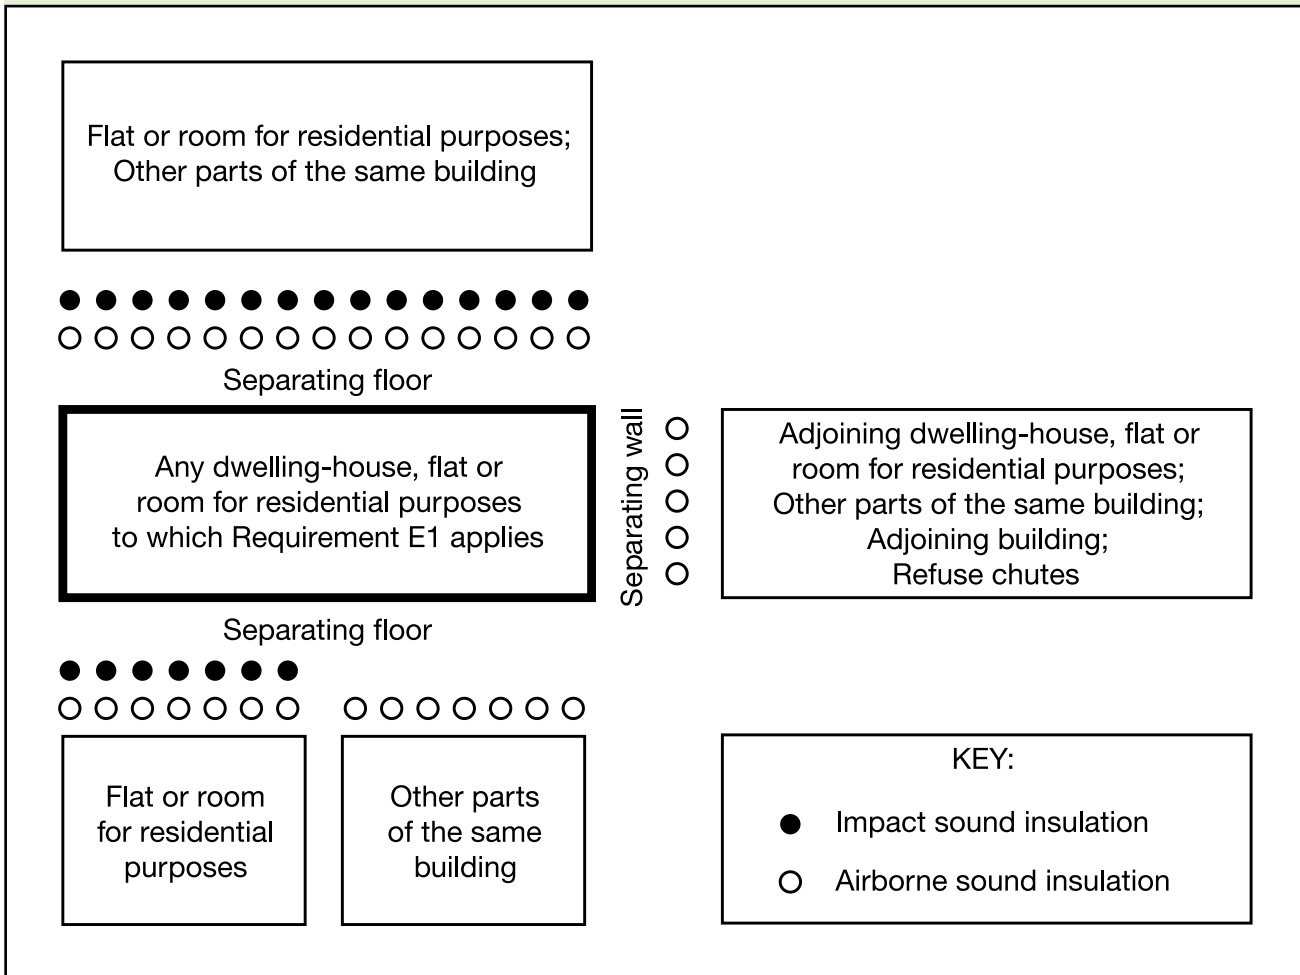 Flat or room for residential purposes;
Other parts of the same building
Separating floor
Any dwelling-house, flat or
room for residential purposes
to which Requirement E1 applies
Separating wall
Adjoining dwelling-house, flat or
room for residential purposes;
Other parts of the same building;
Adjoining building;
Refuse chutes
Separating floor
Flat or room
for residential
purposes
Other parts
of the same
building
KEY:
Impact sound insulation
Airborne sound insulation